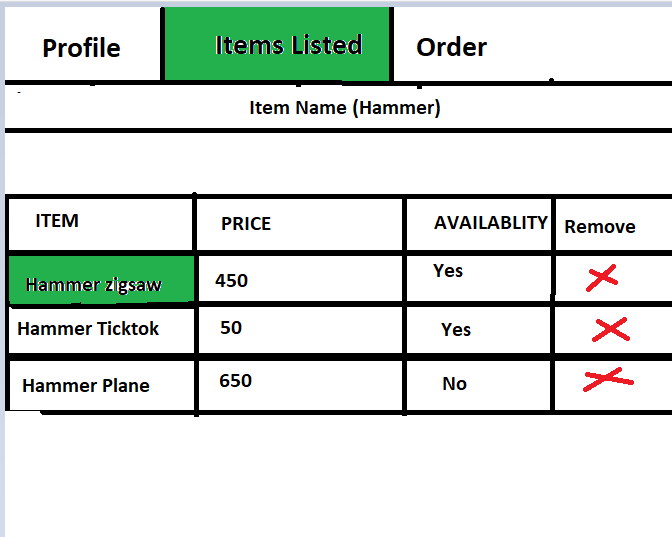 Profile Items Listed Order
Item Name (Hammer)
ITEM PRICE AVAILABLITY Remove
Hammer zigsaw 450 Yes
Hammer Ticktok 50 Yes
Hammer Plane 650 No